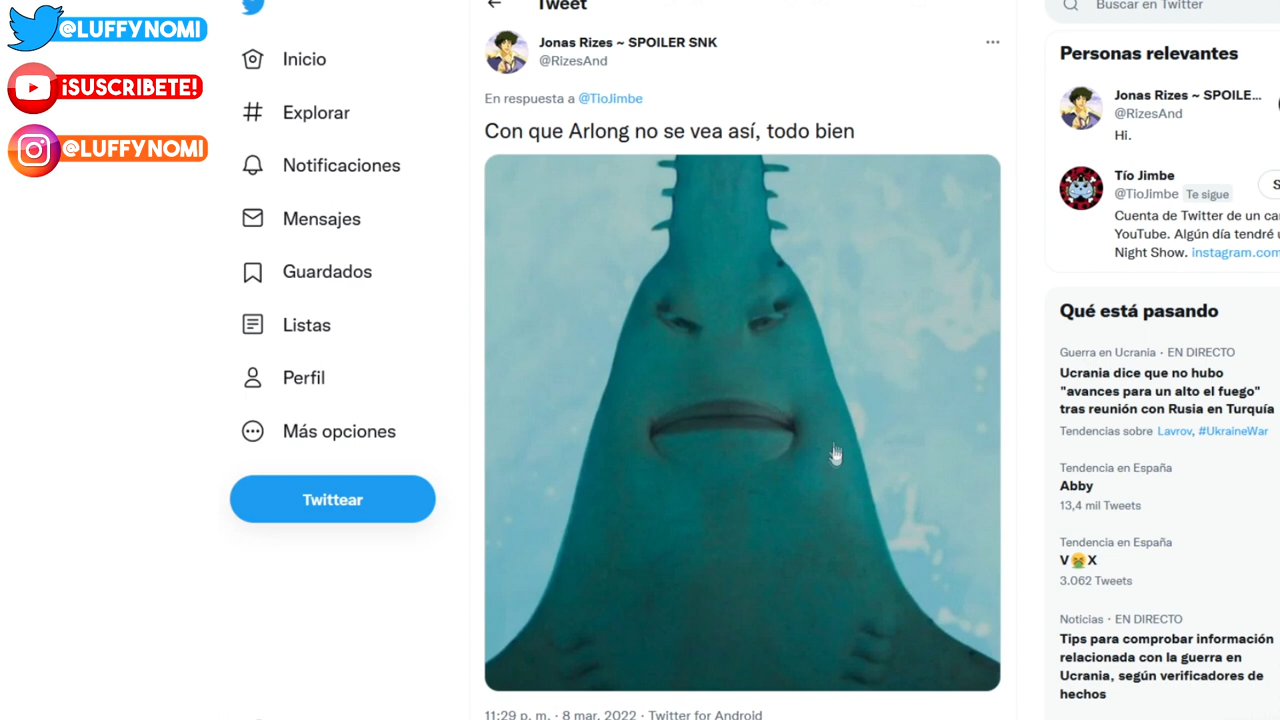 @LUFFYNOMI
¡SUSCRIBETE!
@LUFFYNOMI
Inicio
Explorar
Notificaciones
Mensajes
Guardados
Listas
Perfil
Más opciones
Twittear
Tweet
Jonas Rizes ~ SPOILER SNK
@RizesAnd
En respuesta a @TioJimbe
Con que Arlong no se vea así, todo bien
11:29 p. m. · 8 mar. 2022 · Twitter for Android
Buscar en Twitter
Personas relevantes
Jonas Rizes ~ SPOILE...
@RizesAnd
Hi.
Tío Jimbe
@TioJimbe Te sigue
S
Cuenta de Twitter de un ca
YouTube. Algún día tendré u
Night Show. instagram.com
Qué está pasando
Guerra en Ucrania · EN DIRECTO
Ucrania dice que no hubo
"avances para un alto el fuego"
tras reunión con Rusia en Turquía
Tendencias sobre Lavrov, #UkraineWar
Tendencia en España
Abby
13,4 mil Tweets
Tendencia en España
V🤮X
3.062 Tweets
Noticias · EN DIRECTO
Tips para comprobar información
relacionada con la guerra en
Ucrania, según verificadores de
hechos